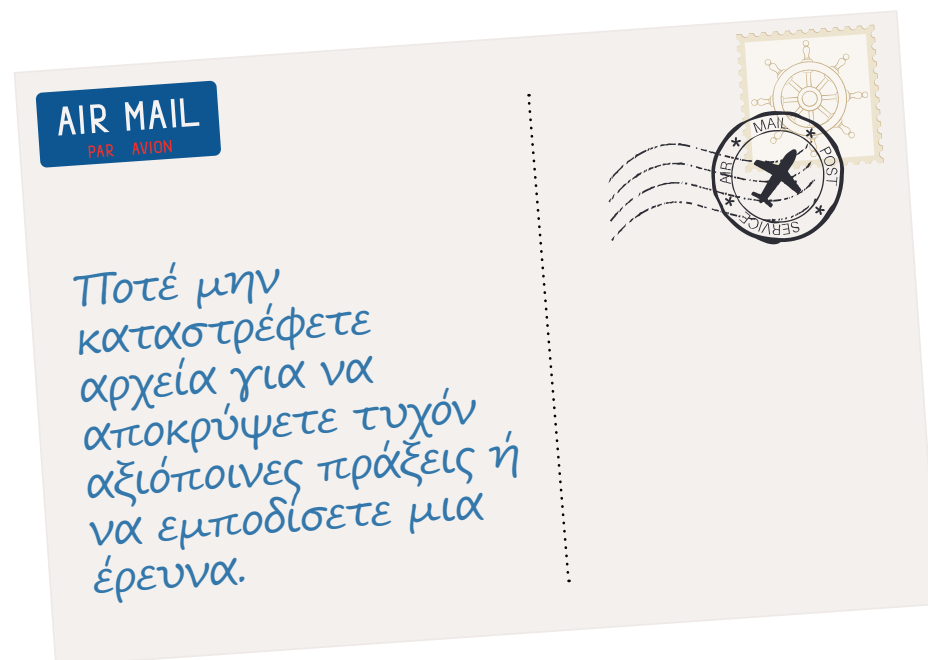 AIR MAIL
PAR AVION
AIR MAIL POST SERVICE
Ποτέ μην
καταστρέφετε
αρχεία για να
αποκρύψετε τυχόν
αξιόποινες πράξεις ή
να εμποδίσετε μια
έρευνα.